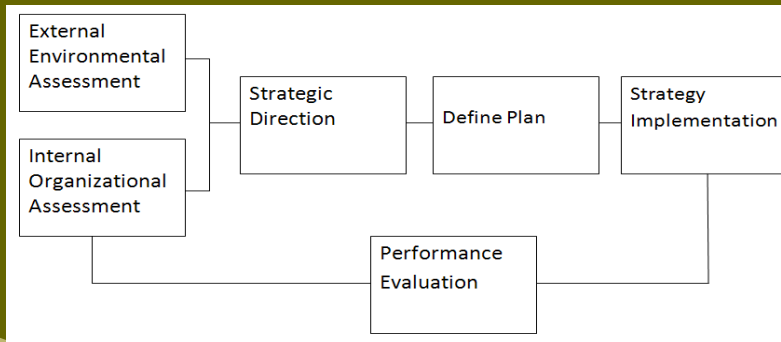 External
Environmental
Assessment
Internal
Organizational
Assessment
Strategic
Direction
Define Plan
Strategy
Implementation
Performance
Evaluation